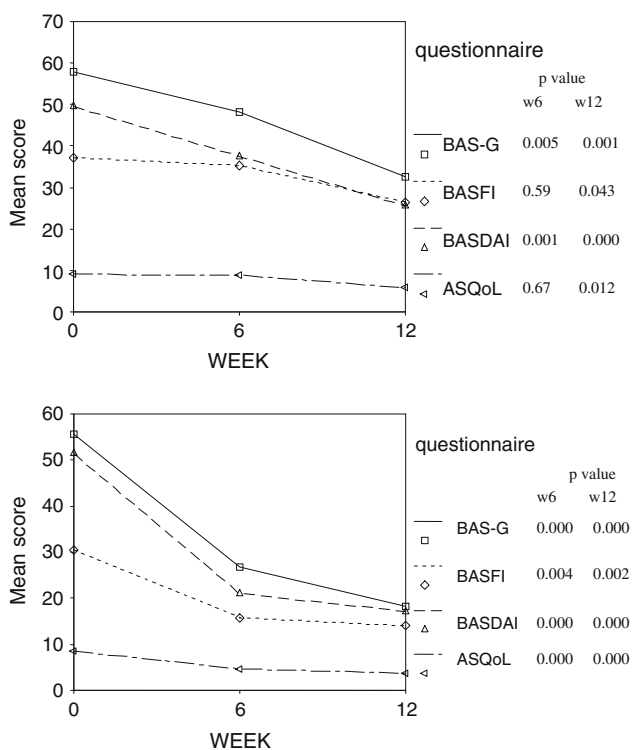 70
60
50
40
30
20
10
0
Mean score
0 6 12
WEEK
questionnaire
p value
w6 w12
BAS-G 0.005 0.001
BASFI 0.59 0.043
BASDAI 0.001 0.000
ASQoL 0.67 0.012
60
50
40
30
20
10
0
Mean score
0 6 12
WEEK
questionnaire
p value
w6 w12
BAS-G 0.000 0.000
BASFI 0.004 0.002
BASDAI 0.000 0.000
ASQoL 0.000 0.000